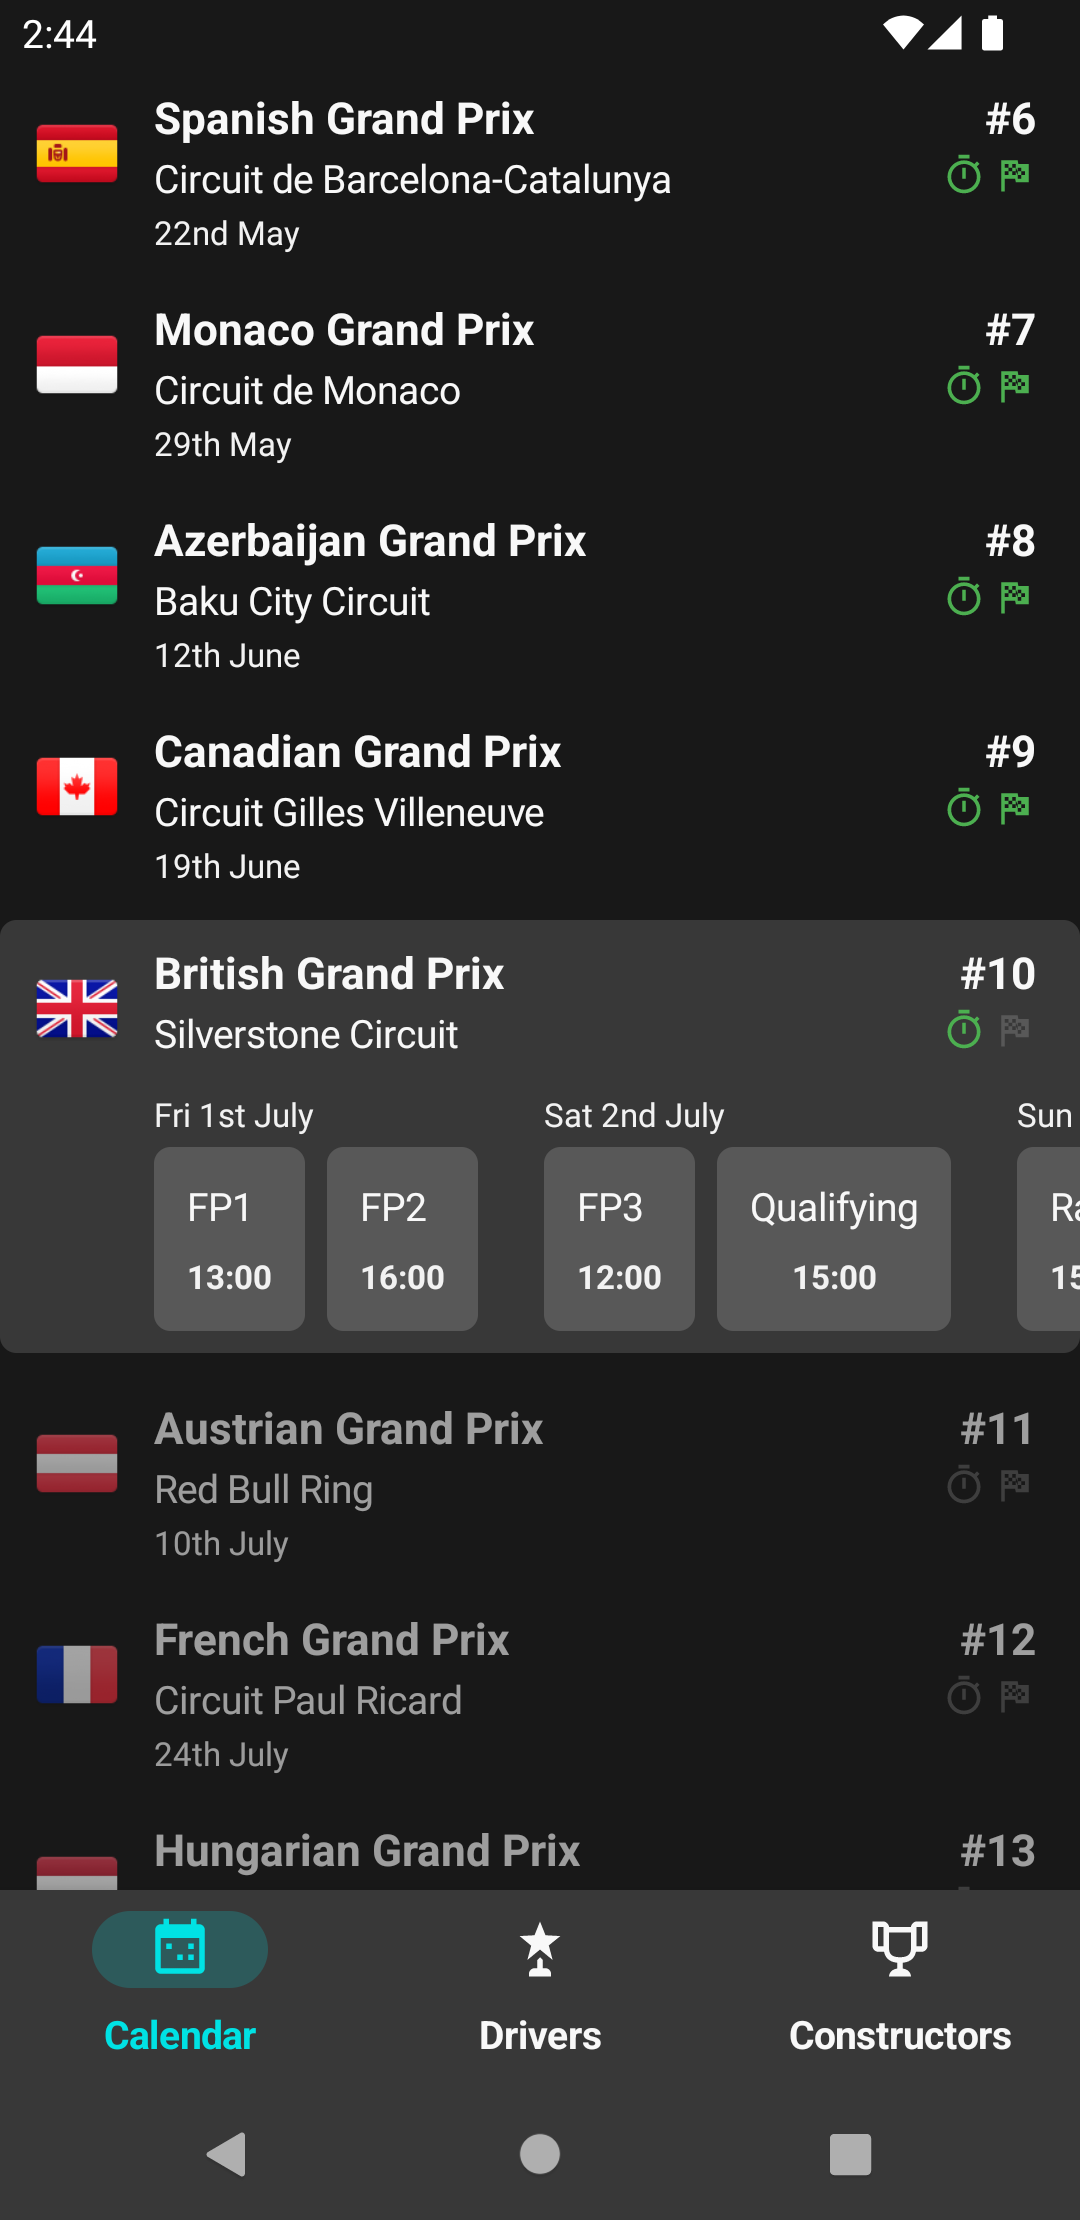 2:44
Spanish Grand Prix #6
Circuit de Barcelona-Catalunya
22nd May
Monaco Grand Prix #7
Circuit de Monaco
29th May
Azerbaijan Grand Prix #8
Baku City Circuit
12th June
Canadian Grand Prix #9
Circuit Gilles Villeneuve
19th June
British Grand Prix #10
Silverstone Circuit
Fri 1st July Sat 2nd July Sun
FP1 FP2 FP3 Qualifying
13:00 16:00 12:00 15:00
Austrian Grand Prix #11
Red Bull Ring
10th July
French Grand Prix #12
Circuit Paul Ricard
24th July
Hungarian Grand Prix #13
Calendar Drivers Constructors